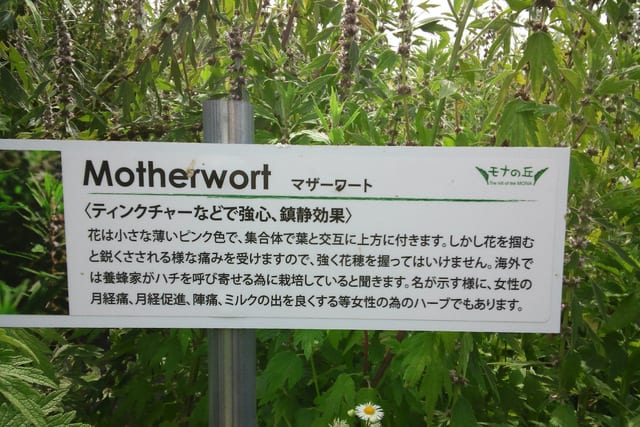 Motherwort マザーワート
モナの丘
The Hill of the MONA
〈ティンクチャーなどで強心、鎮静効果〉
花は小さな薄いピンク色で、集合体で葉と交互に上方に付きます。しかし花を掴む
と鋭くさされる様な痛みを受けますので、強く花穂を握ってはいけません。海外で
は養蜂家がハチを呼び寄せる為に栽培していると聞きます。名が示す様に、女性の
月経痛、月経促進、陣痛、ミルクの出を良くする等女性の為のハーブでもあります。